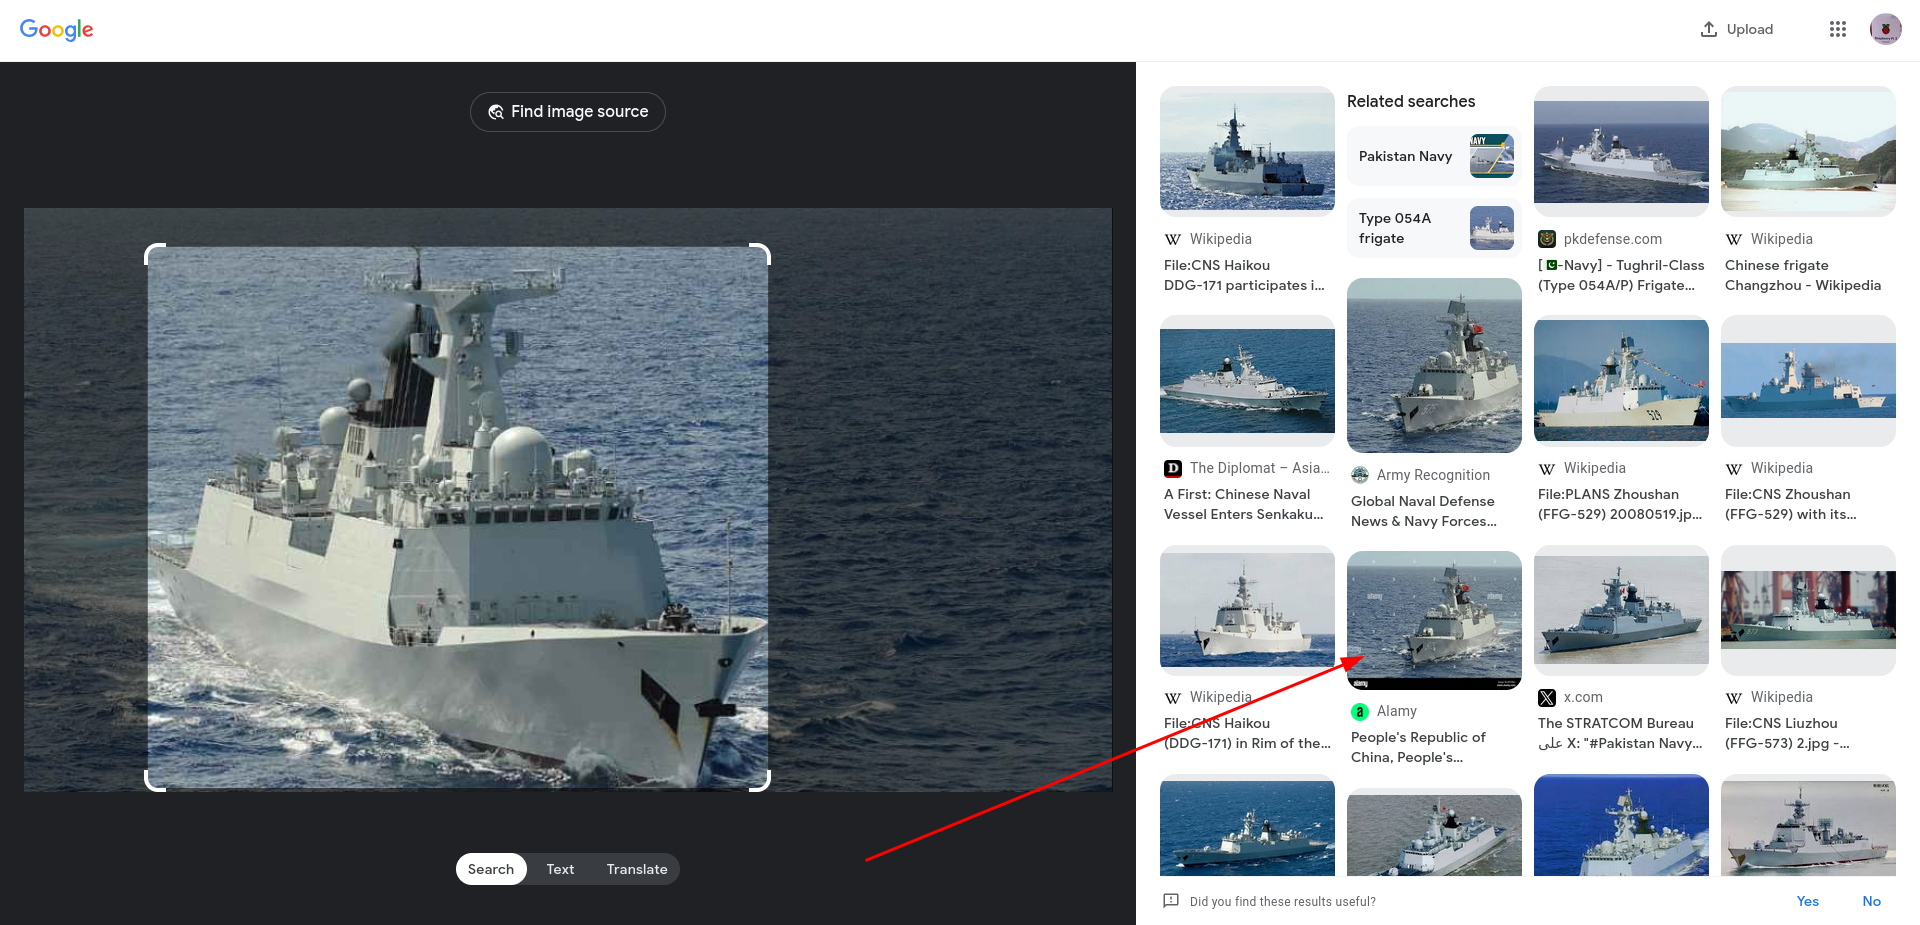 Google
Upload
Find image source
Search
Text
Translate
Wikipedia
File:CNS Haikou
DDG-171 participates i...
The Diplomat – Asia...
A First: Chinese Naval
Vessel Enters Senkaku...
Wikipedia
File:CNS Haikou
(DDG-171) in Rim of the...
Related searches
Pakistan Navy
Type 054A
frigate
Army Recognition
Global Naval Defense
News & Navy Forces...
alamy
alamy
alamy
Alamy
People's Republic of
China, People's...
pkdefense.com
[🇵🇰-Navy] - Tughril-Class
(Type 054A/P) Frigate...
529
Wikipedia
File:PLANS Zhoushan
(FFG-529) 20080519.jp...
x.com
The STRATCOM Bureau
على X: "#Pakistan Navy...
Wikipedia
Chinese frigate
Changzhou - Wikipedia
Wikipedia
File:CNS Zhoushan
(FFG-529) with its...
Wikipedia
File:CNS Liuzhou
(FFG-573) 2.jpg -...
Did you find these results useful?
Yes
No